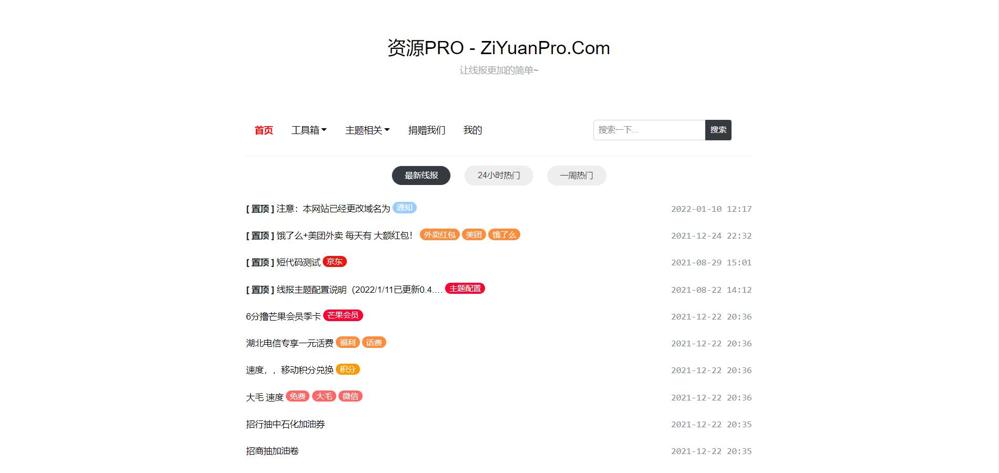 资源PRO - ZiYuanPro.Com
让线报更加的简单~
首页 工具箱 主题相关 捐赠我们 我的 搜索一下... 搜索
最新线报 24小时热门 一周热门
[ 置顶 ] 注意：本网站已经更改域名为 通知 2022-01-10 12:17
[ 置顶 ] 饿了么+美团外卖 每天有 大额红包！ 外卖红包 美团 饿了么 2021-12-24 22:32
[ 置顶 ] 短代码测试 京东 2021-08-29 15:01
[ 置顶 ] 线报主题配置说明（2022/1/11已更新0.4.... 主题配置 2021-08-22 14:12
6分撸芒果会员季卡 芒果会员 2021-12-22 20:36
湖北电信专享一元话费 福利 话费 2021-12-22 20:36
速度，，移动积分兑换 积分 2021-12-22 20:36
大毛 速度 免费 大毛 微信 2021-12-22 20:36
招行抽中石化加油券 2021-12-22 20:35
招商抽加油卷 2021-12-22 20:35